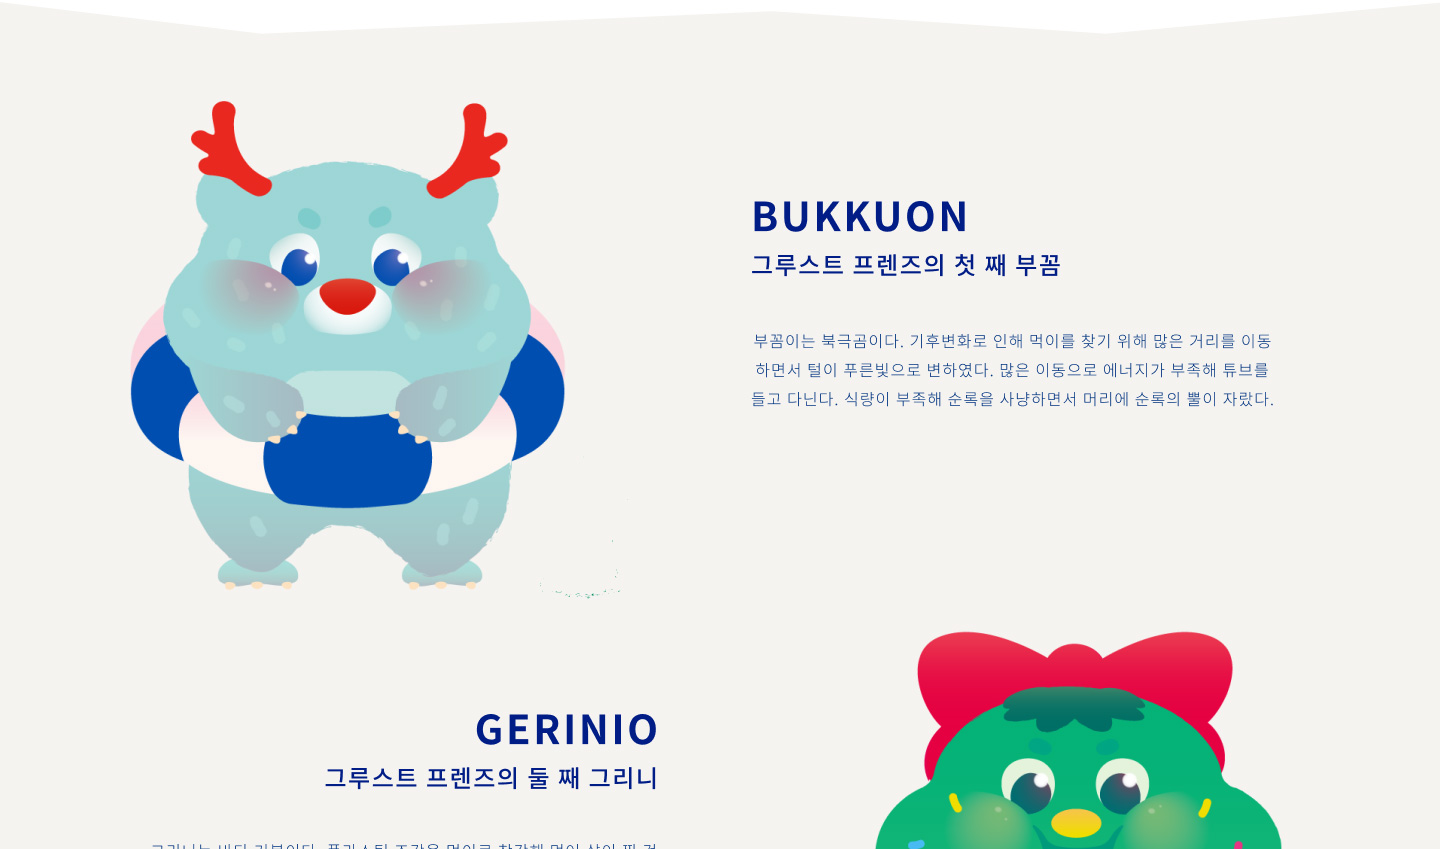 BUKKUON
그루스트 프렌즈의 첫 째 부꼼
부꼼이는 북극곰이다. 기후변화로 인해 먹이를 찾기 위해 많은 거리를 이동
하면서 털이 푸른빛으로 변하였다. 많은 이동으로 에너지가 부족해 튜브를
들고 다닌다. 식량이 부족해 순록을 사냥하면서 머리에 순록의 뿔이 자랐다.
GERINIO
그루스트 프렌즈의 둘 째 그리니